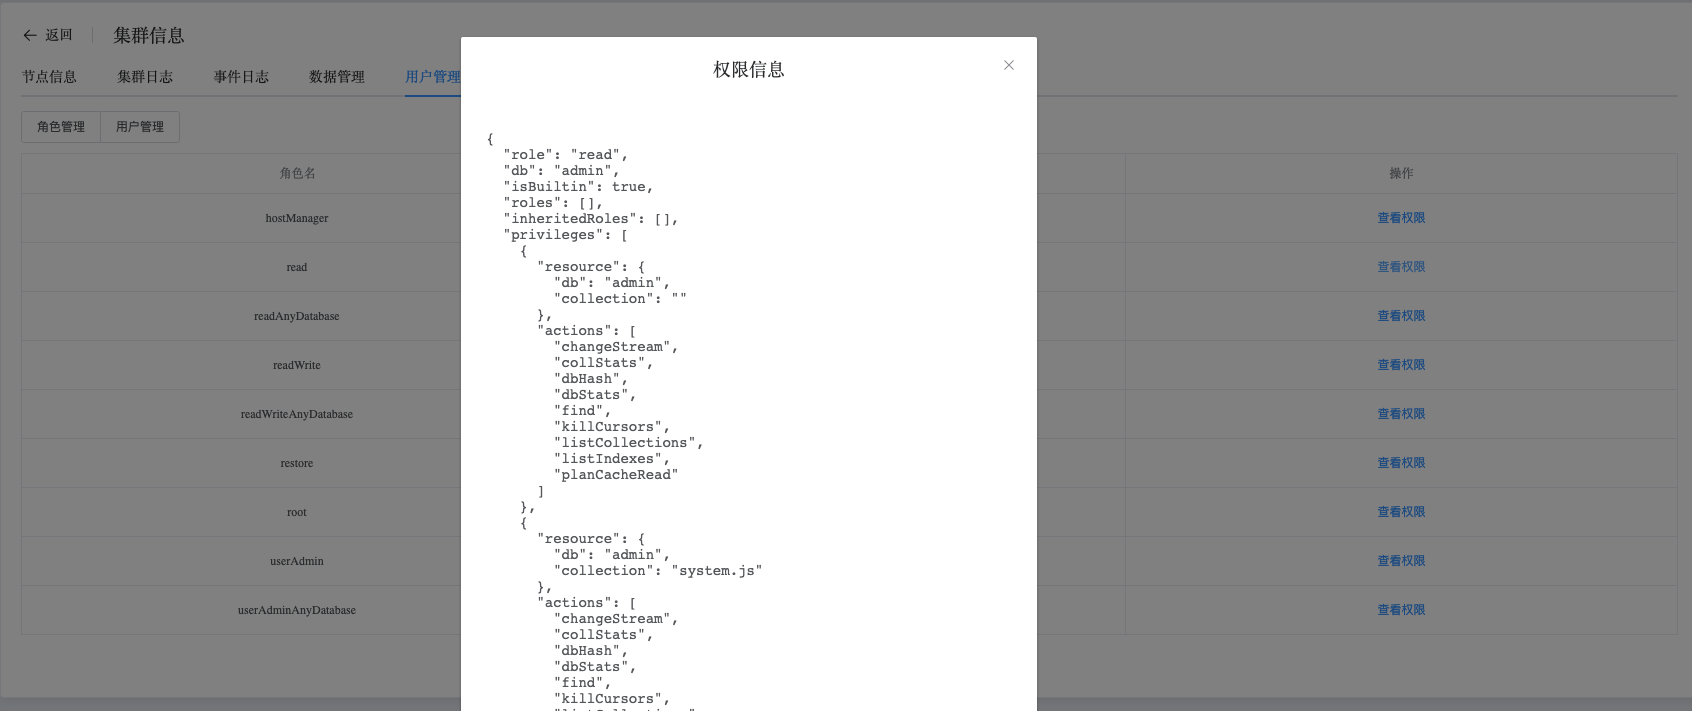 返回
集群信息
节点信息
集群日志
事件日志
数据管理
用户管理
角色管理
用户管理
角色名
操作
hostManager
查看权限
read
查看权限
readAnyDatabase
查看权限
readWrite
查看权限
readWriteAnyDatabase
查看权限
restore
查看权限
root
查看权限
userAdmin
查看权限
userAdminAnyDatabase
查看权限
权限信息
{
"role": "read",
"db": "admin",
"isBuiltin": true,
"roles": [],
"inheritedRoles": [],
"privileges": [
{
"resource": {
"db": "admin",
"collection": ""
},
"actions": [
"changeStream",
"collStats",
"dbHash",
"dbStats",
"find",
"killCursors",
"listCollections",
"listIndexes",
"planCacheRead"
]
},
{
"resource": {
"db": "admin",
"collection": "system.js"
},
"actions": [
"changeStream",
"collStats",
"dbHash",
"dbStats",
"find",
"killCursors",